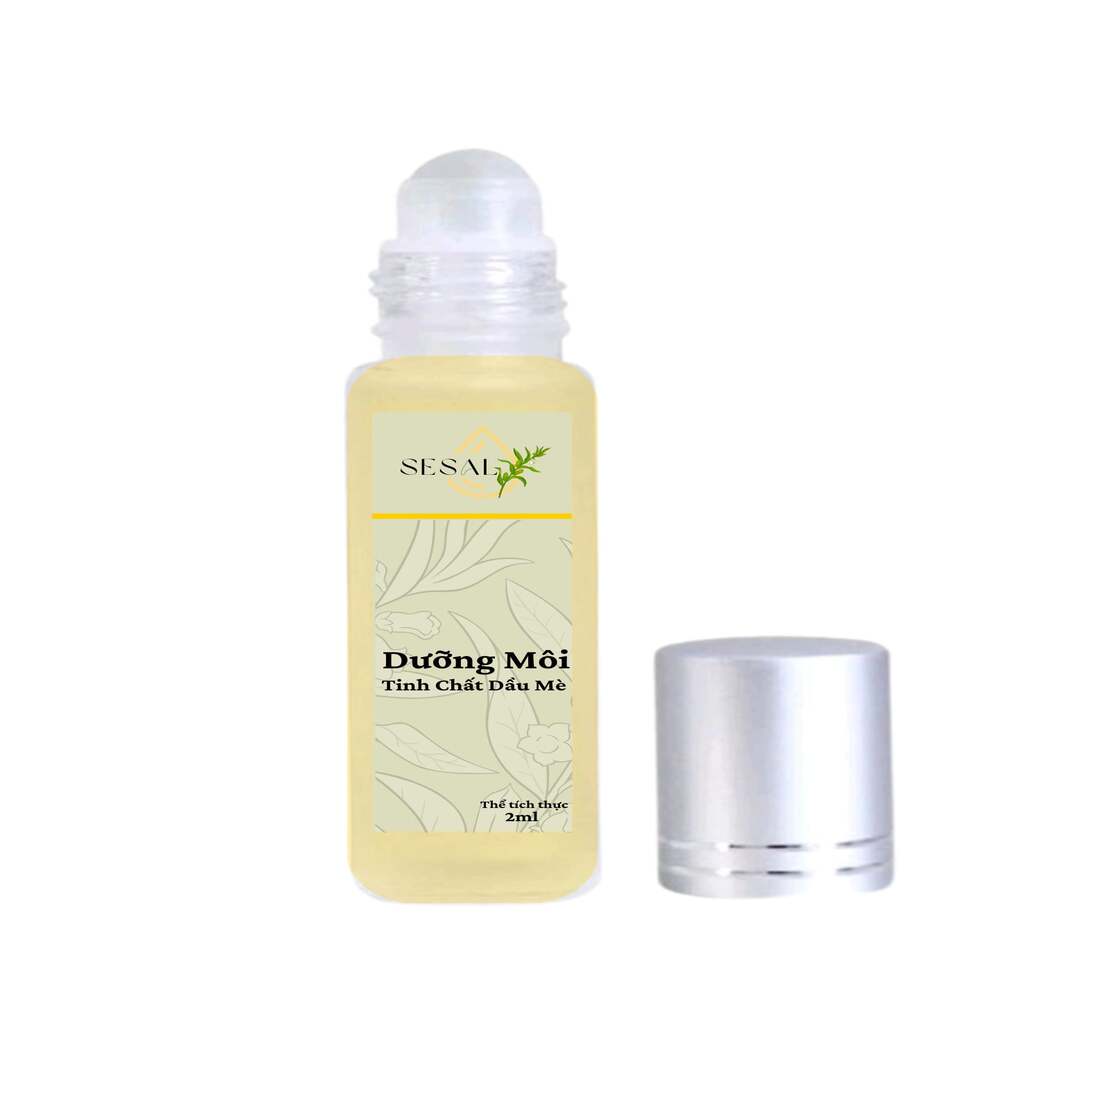 SESAL
Dưỡng Môi
Tinh Chất Dầu Mè
Thể tích thực
2ml